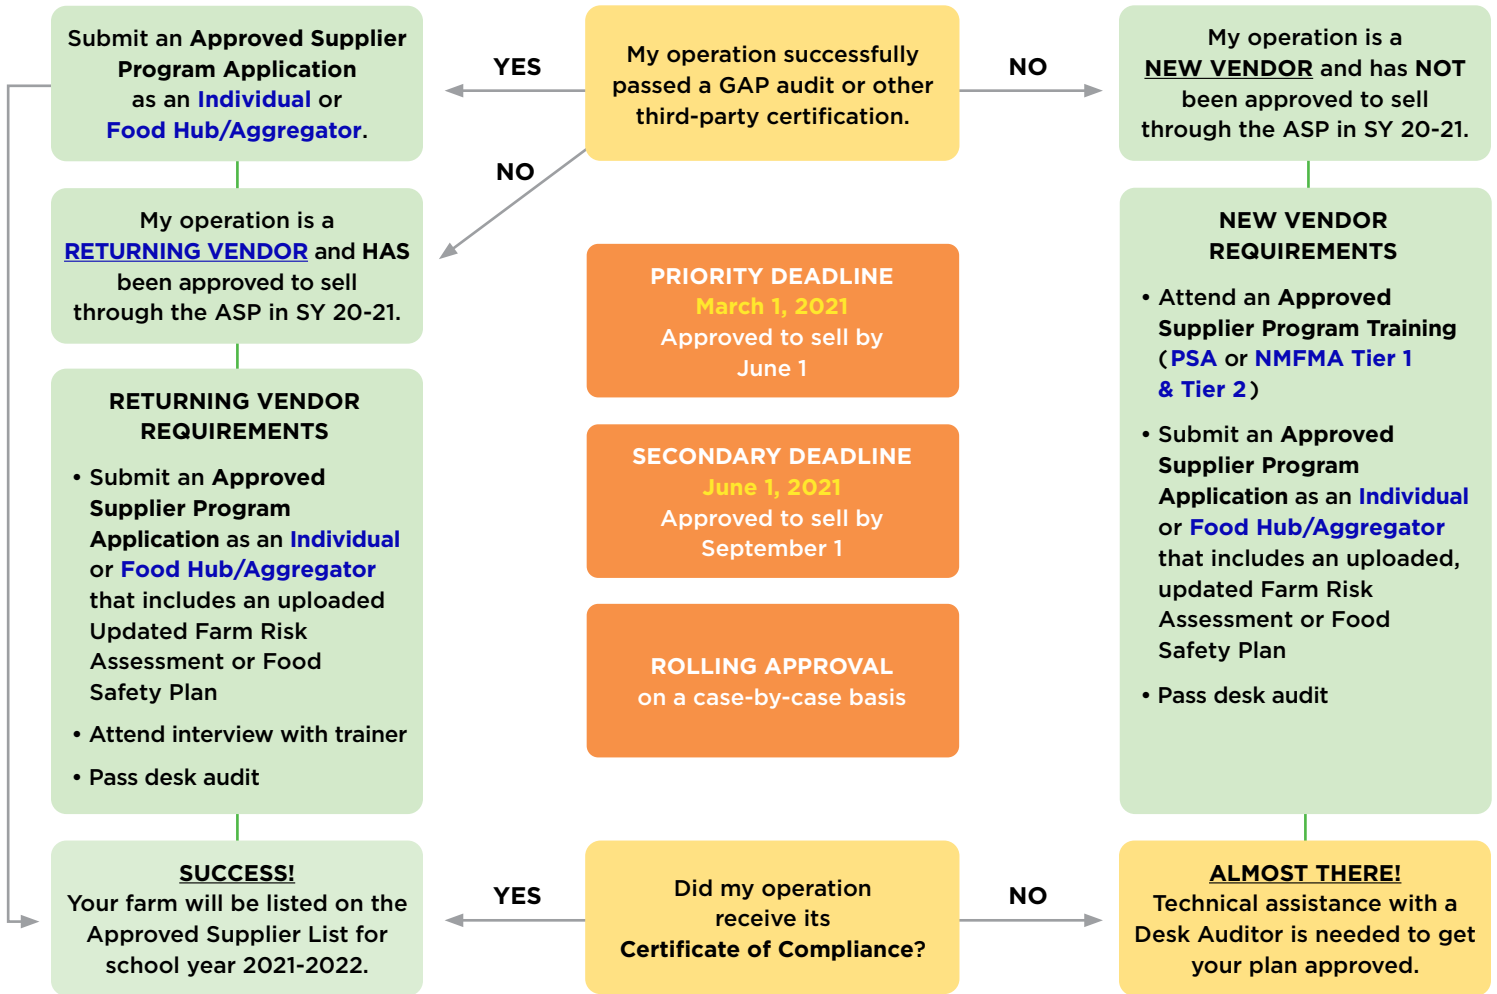 Submit an Approved Supplier
Program Application
as an Individual or
Food Hub/Aggregator.
YES
My operation successfully
passed a GAP audit or other
third-party certification.
NO
My operation is a
NEW VENDOR and has NOT
been approved to sell
through the ASP in SY 20-21.
NO
My operation is a
RETURNING VENDOR and HAS
been approved to sell
through the ASP in SY 20-21.
RETURNING VENDOR
REQUIREMENTS
• Submit an Approved
Supplier Program
Application as an Individual
or Food Hub/Aggregator
that includes an uploaded
Updated Farm Risk
Assessment or Food
Safety Plan
• Attend interview with trainer
• Pass desk audit
PRIORITY DEADLINE
March 1, 2021
Approved to sell by
June 1
SECONDARY DEADLINE
June 1, 2021
Approved to sell by
September 1
ROLLING APPROVAL
on a case-by-case basis
NEW VENDOR
REQUIREMENTS
• Attend an Approved
Supplier Program Training
(PSA or NMFMA Tier 1
& Tier 2)
• Submit an Approved
Supplier Program
Application as an Individual
or Food Hub/Aggregator
that includes an uploaded,
updated Farm Risk
Assessment or Food
Safety Plan
• Pass desk audit
SUCCESS!
Your farm will be listed on the
Approved Supplier List for
school year 2021-2022.
YES
Did my operation
receive its
Certificate of Compliance?
NO
ALMOST THERE!
Technical assistance with a
Desk Auditor is needed to get
your plan approved.